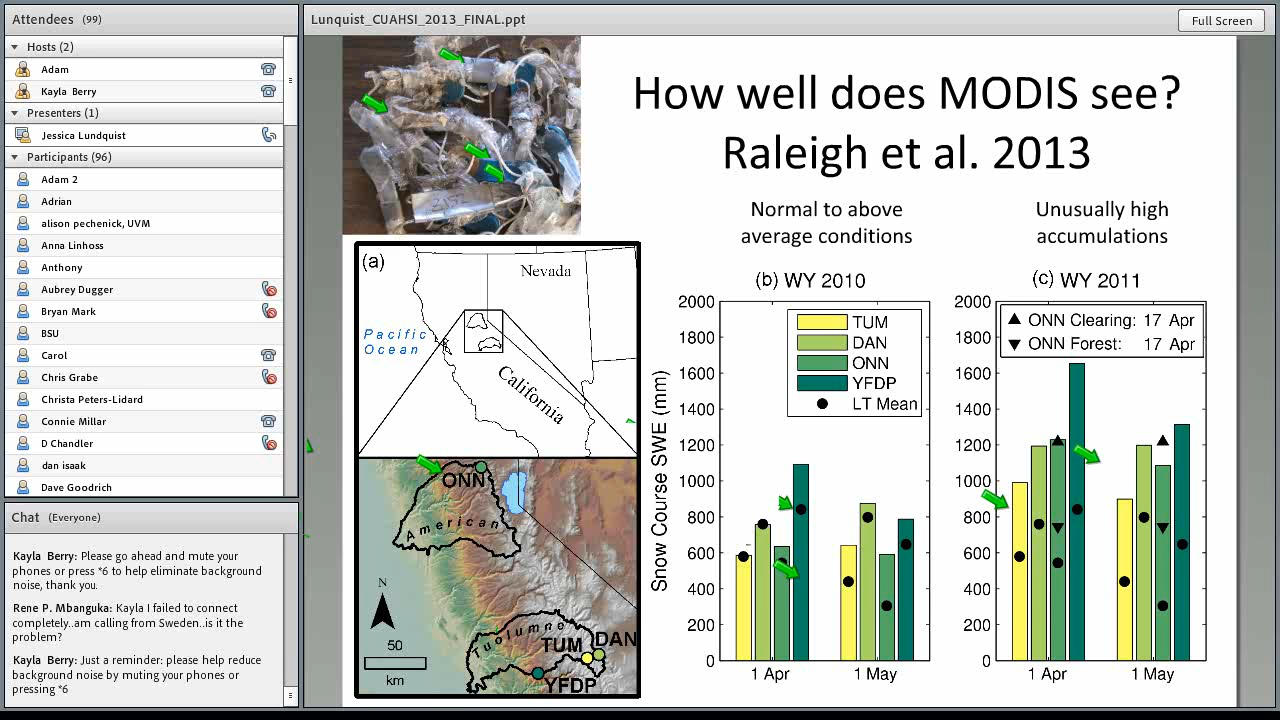 Attendees (99)
Hosts (2)
Adam
Kayla Berry
Presenters (1)
Jessica Lundquist
Participants (96)
Adam 2
Adrian
alison pechenick, UVM
Anna Linhoss
Anthony
Aubrey Dugger
Bryan Mark
BSU
Carol
Chris Grabe
Christa Peters-Lidard
Connie Millar
D Chandler
dan isaak
Dave Goodrich
Chat (Everyone)
Kayla Berry: Please go ahead and mute your
phones or press *6 to help eliminate background
noise, thank you.
Rene P. Mbanguka: Kayla I failed to connect
completely..am calling from Sweden..is it the
problem?
Kayla Berry: Just a reminder: please help reduce
background noise by muting your phones or
pressing *6
Lunquist_CUAHSI_2013_FINAL.ppt
Full Screen
How well does MODIS see?
Raleigh et al. 2013
Normal to above
average conditions
Unusually high
accumulations
(a)
Nevada
Pacific
Ocean
California
ONN
American
Tuolumne
TUM
DAN
YFDP
N
50
km
(b) WY 2010
Snow Course SWE (mm)
2000
1800
1600
1400
1200
1000
800
600
400
200
0
TUM
DAN
ONN
YFDP
LT Mean
1 Apr
1 May
(c) WY 2011
2000
1800
1600
1400
1200
1000
800
600
400
200
0
ONN Clearing: 17 Apr
ONN Forest: 17 Apr
1 Apr
1 May